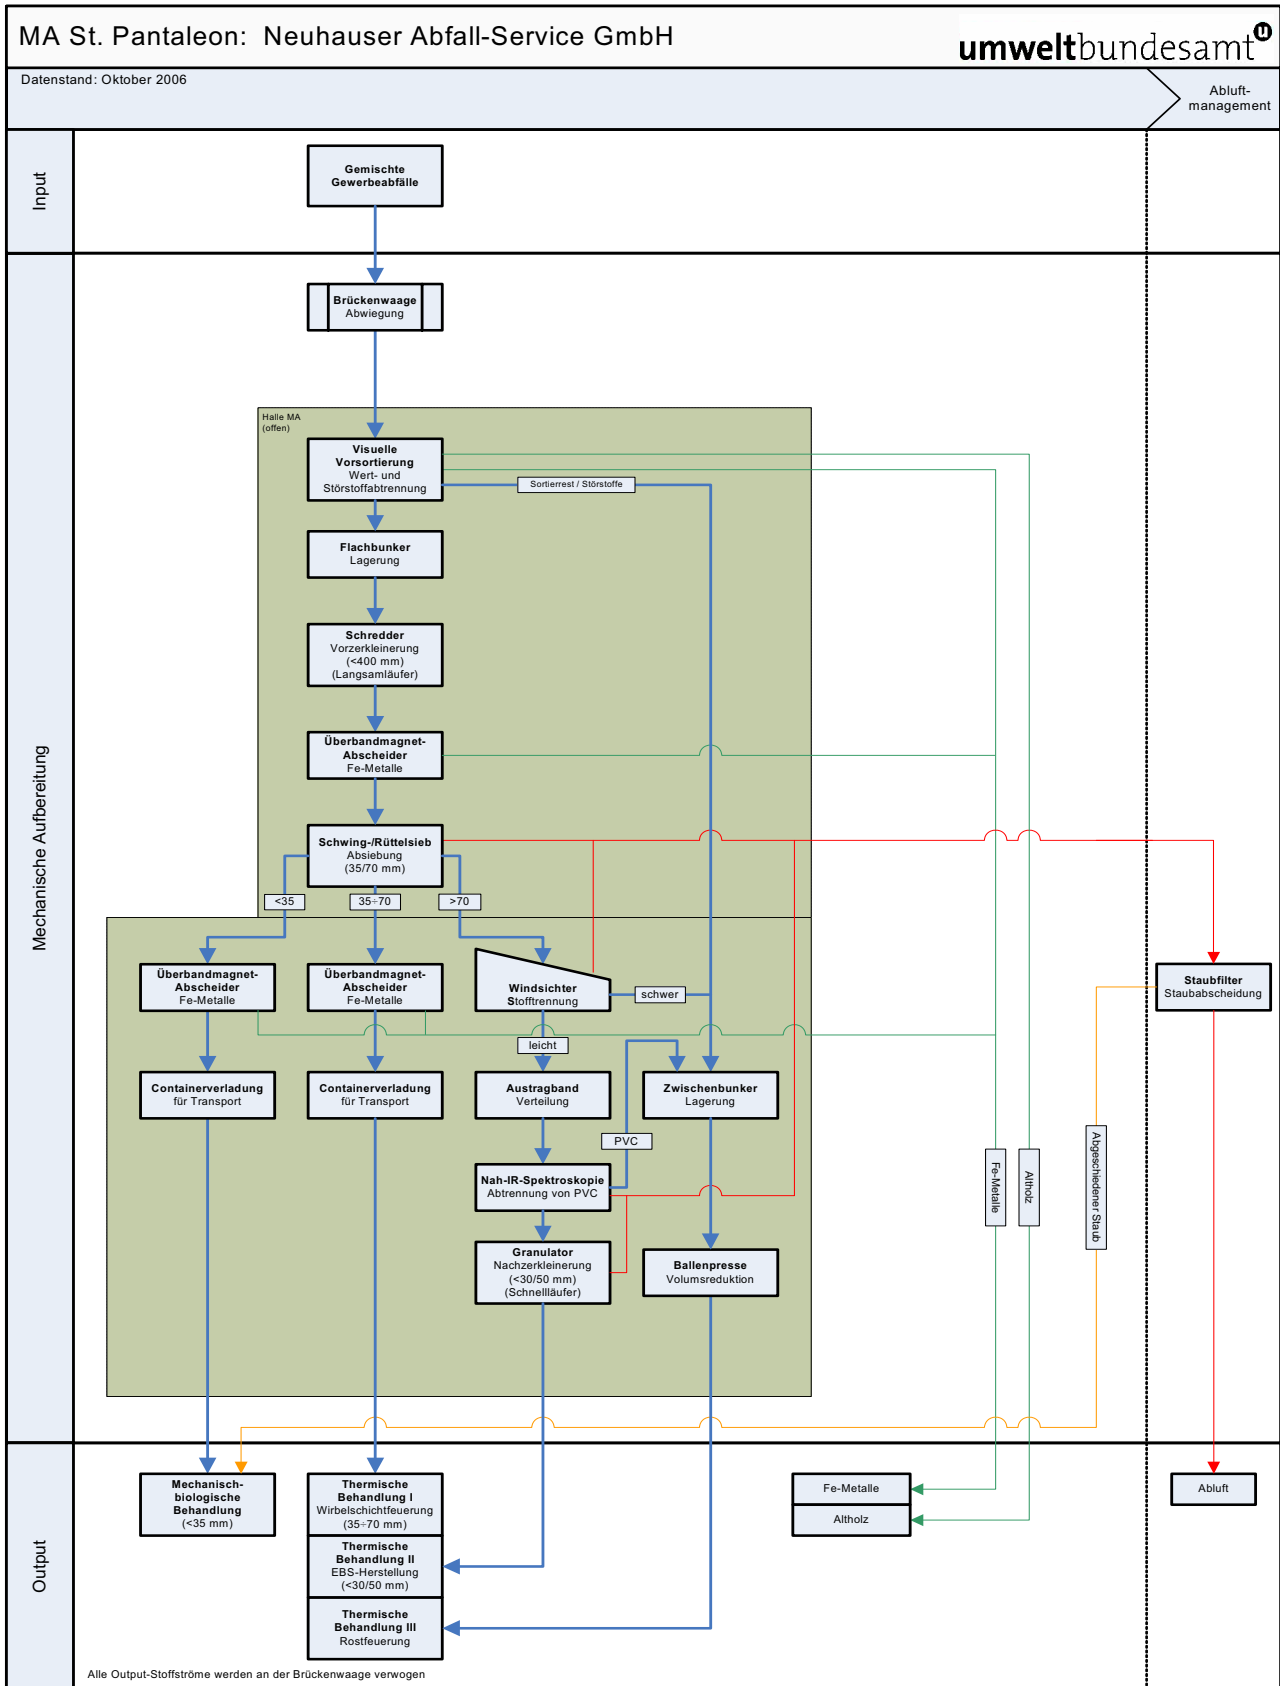 MA St. Pantaleon: Neuhauser Abfall-Service GmbH
umweltbundesamt
u
Datenstand: Oktober 2006
Abluft-
management
Input
Gemischte
Gewerbeabfälle
Mechanische Aufbereitung
Brückenwaage
Abwiegung
Halle MA
(offen)
Visuelle
Vorsortierung
Wert- und
Störstoffabtrennung
Sortierrest / Störstoffe
Flachbunker
Lagerung
Schredder
Vorzerkleinerung
(<400 mm)
(Langsamläufer)
Überbandmagnet-
Abscheider
Fe-Metalle
Schwing-/Rüttelsieb
Absiebung
(35/70 mm)
<35
35÷70
>70
Überbandmagnet-
Abscheider
Fe-Metalle
Überbandmagnet-
Abscheider
Fe-Metalle
Windsichter
Stofftrennung
schwer
Staubfilter
Staubabscheidung
leicht
Containerverladung
für Transport
Containerverladung
für Transport
Austragband
Verteilung
Zwischenbunker
Lagerung
PVC
Nah-IR-Spektroskopie
Abtrennung von PVC
Fe-Metalle
Altholz
Abgeschiedener Staub
Granulator
Nachzerkleinerung
(<30/50 mm)
(Schnellläufer)
Ballenpresse
Volumsreduktion
Output
Mechanisch-
biologische
Behandlung
(<35 mm)
Thermische
Behandlung I
Wirbelschichtfeuerung
(35÷70 mm)
Thermische
Behandlung II
EBS-Herstellung
(<30/50 mm)
Thermische
Behandlung III
Rostfeuerung
Fe-Metalle
Altholz
Abluft
Alle Output-Stoffströme werden an der Brückenwaage verwogen